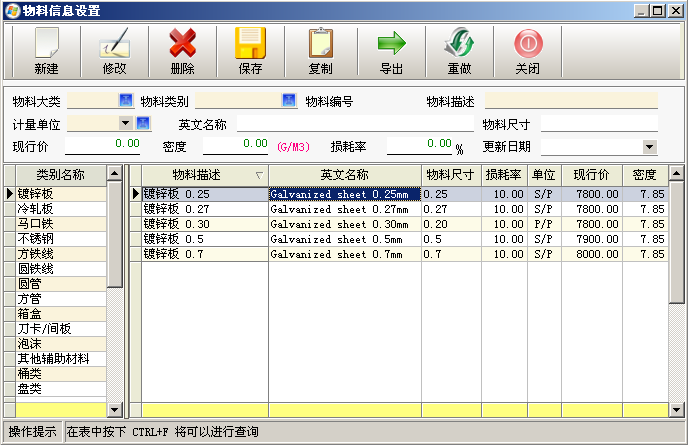 物料信息设置
新建 修改 删除 保存 复制 导出 重做 关闭
物料大类 物料类别 物料编号 物料描述
计量单位 英文名称 物料尺寸
现行价 0.00 密度 0.00 (G/M3) 损耗率 0.00 % 更新日期
类别名称
镀锌板
冷轧板
马口铁
不锈钢
方铁线
圆铁线
圆管
方管
箱盒
刀卡/间板
泡沫
其他辅助材料
桶类
盘类
物料描述 英文名称 物料尺寸 损耗率 单位 现行价 密度
镀锌板 0.25 Galvanized sheet 0.25mm 0.25 10.00 S/P 7800.00 7.85
镀锌板 0.27 Galvanized sheet 0.27mm 0.27 10.00 S/P 7800.00 7.85
镀锌板 0.30 Galvanized sheet 0.30mm 0.20 10.00 P/P 7800.00 7.85
镀锌板 0.5 Galvanized sheet 0.5mm 0.5 10.00 S/P 7900.00 7.85
镀锌板 0.7 Galvanized sheet 0.7mm 0.7 10.00 S/P 8000.00 7.85
操作提示 在表中按下 CTRL+F 将可以进行查询